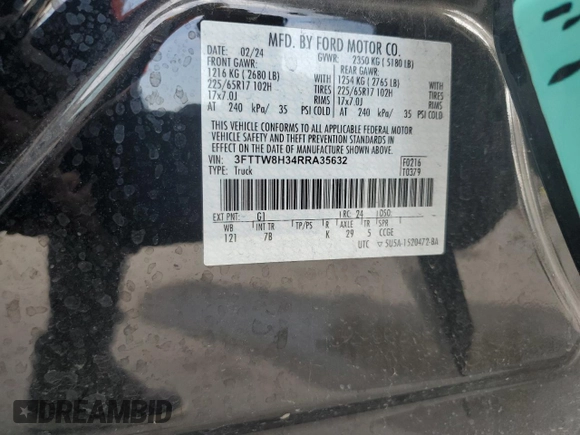 MFD. BY FORD MOTOR CO.
DATE: 02/24 GVWR: 2350 KG ( 5180 LB)
FRONT GAWR: REAR GAWR:
1216 KG ( 2680 LB) WITH 1254 KG ( 2765 LB) WITH
225/65R17 102H TIRES 225/65R17 102H TIRES
17x7.0J RIMS 17x7.0J RIMS
AT 240 kPa/ 35 PSI COLD AT 240 kPa/ 35 PSI COLD
THIS VEHICLE CONFORMS TO ALL APPLICABLE FEDERAL MOTOR
VEHICLE SAFETY AND THEFT PREVENTION STANDARDS IN
EFFECT ON THE DATE OF MANUFACTURE SHOWN ABOVE.
VIN: 3FTTW8H34RRA35632 F0216
TYPE: Truck T0379
EXT PNT: G1 RC: 24 DSO:
WB INT TR TP/PS R AXLE TR SPR
121 7B K 29 5 CCGE
UTC ▽ 5U5A-1520472-BA
DREAMBID